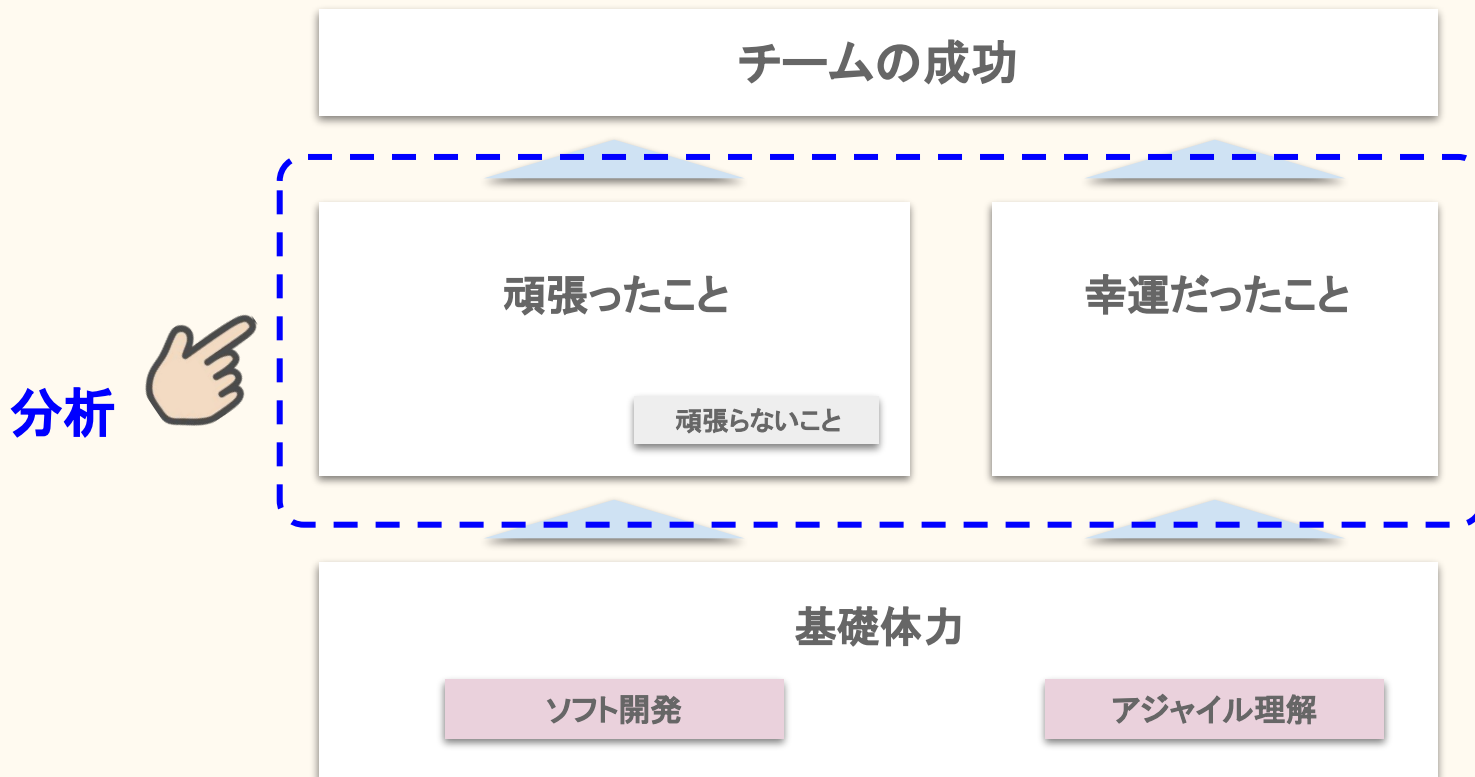 チームの成功
頑張ったこと
幸運だったこと
分析
頑張らないこと
基礎体力
ソフト開発
アジャイル理解